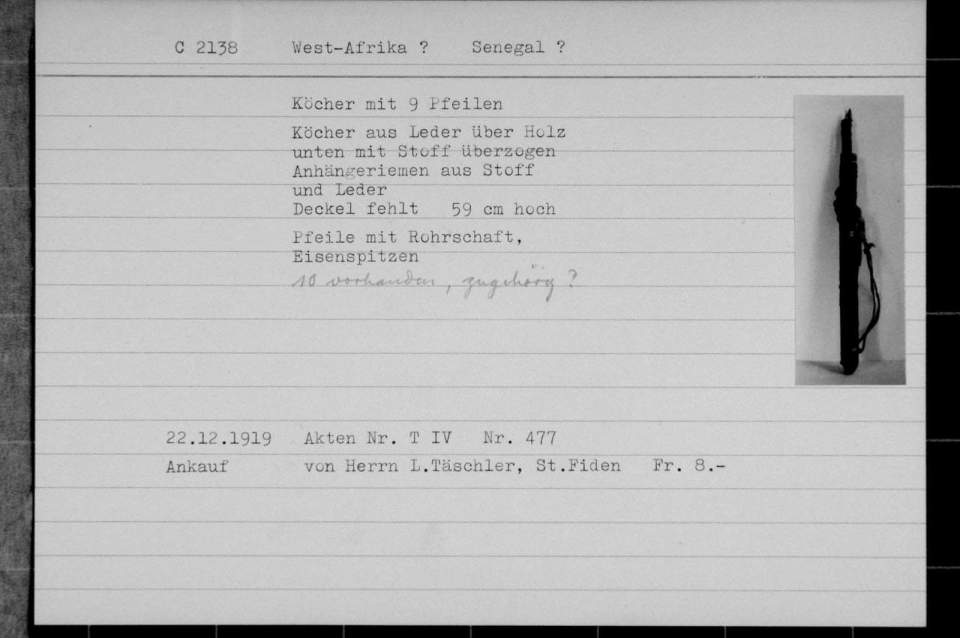 C 2138 West-Afrika ? Senegal ?
Köcher mit 9 Pfeilen
Köcher aus Leder über Holz
unten mit Stoff überzogen
Anhängeriemen aus Stoff
und Leder
Deckel fehlt 59 cm hoch
Pfeile mit Rohrschaft,
Eisenspitzen
10 vorhanden, zugehörig ?
22.12.1919 Akten Nr. T IV Nr. 477
Ankauf von Herrn L.Täschler, St.Fiden Fr. 8.-